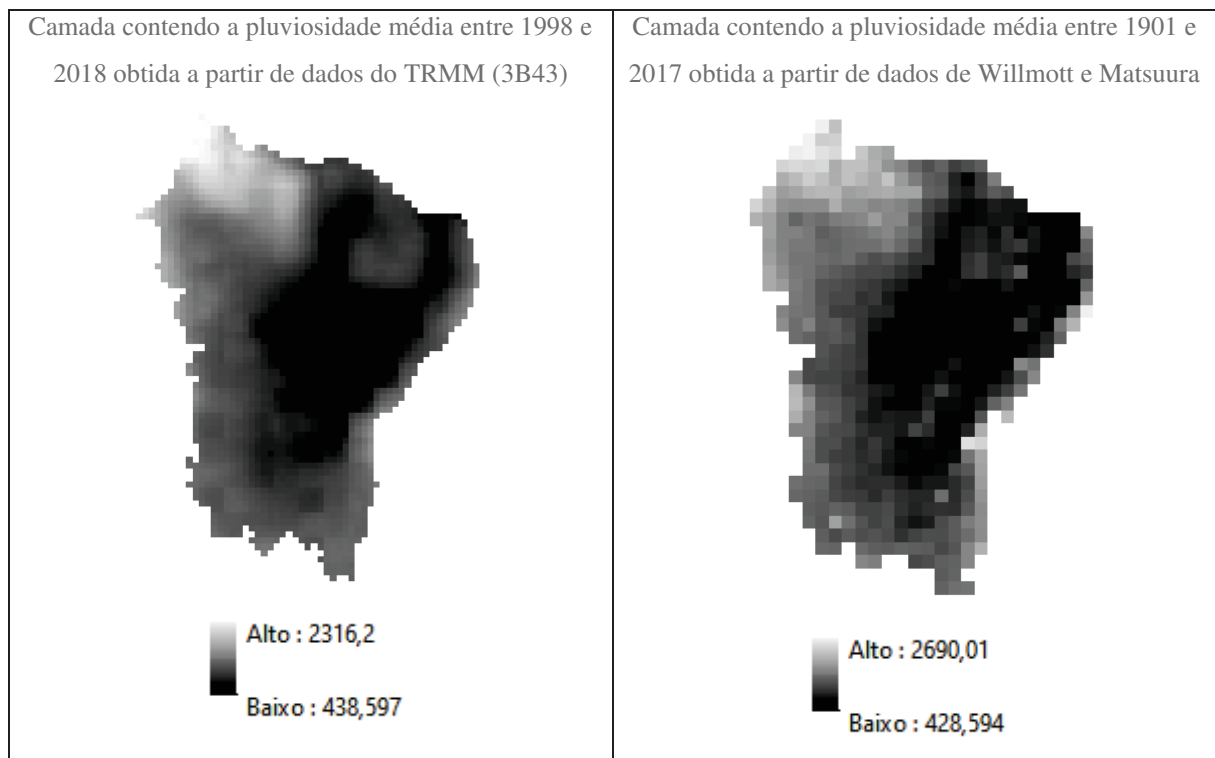 Camada contendo a pluviosidade média entre 1998 e
2018 obtida a partir de dados do TRMM (3B43)
Camada contendo a pluviosidade média entre 1901 e
2017 obtida a partir de dados de Willmott e Matsuura
Alto : 2316,2
Baixo : 438,597
Alto : 2690,01
Baixo : 428,594